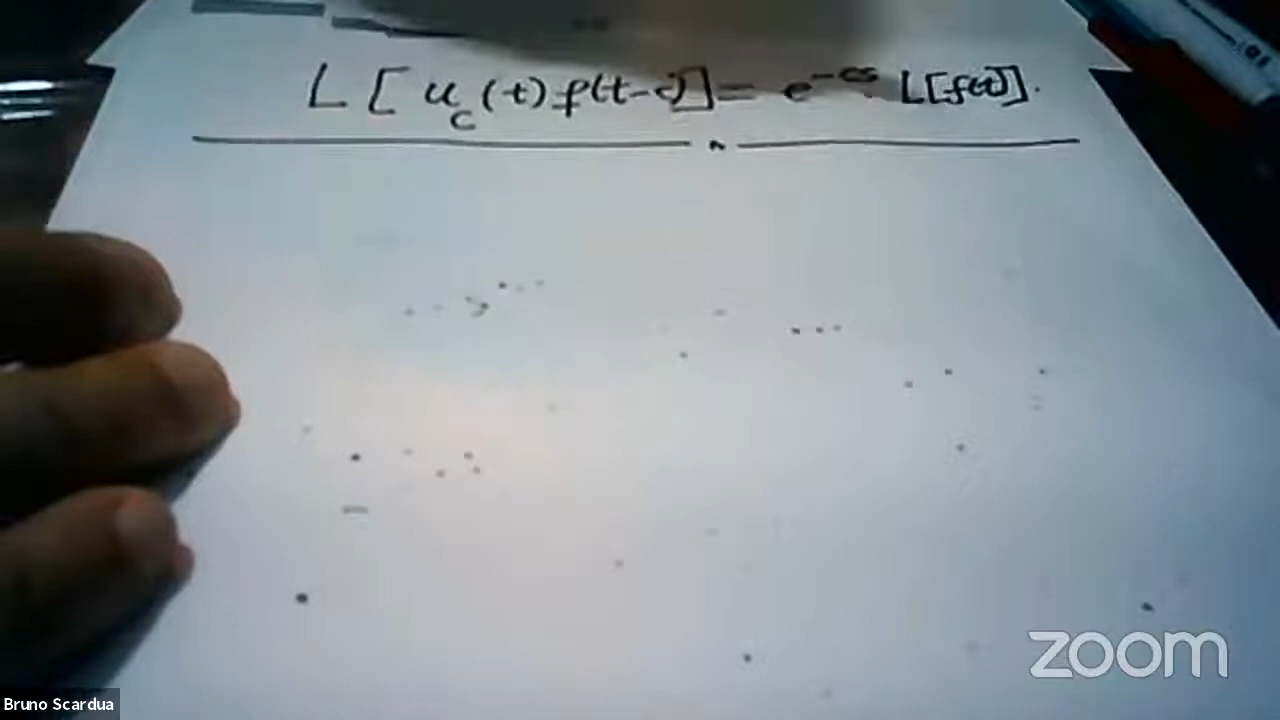 L[u_c(t)f(t-c)] = e^{-cs} L[f(t)].
zoom
Bruno Scardua